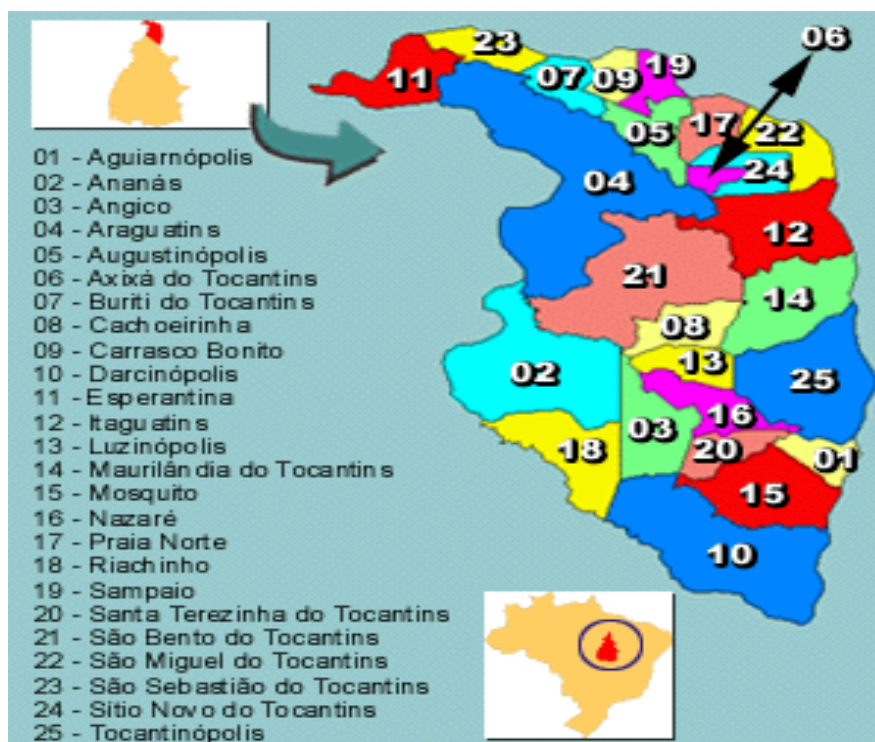 01 - Aguiarnópolis
02 - Ananás
03 - Angico
04 - Araguatins
05 - Augustinópolis
06 - Axixá do Tocantins
07 - Buriti do Tocantins
08 - Cachoeirinha
09 - Carrasco Bonito
10 - Darcinópolis
11 - Esperantina
12 - Itaguatins
13 - Luzinópolis
14 - Maurilândia do Tocantins
15 - Mosquito
16 - Nazaré
17 - Praia Norte
18 - Riachinho
19 - Sampaio
20 - Santa Terezinha do Tocantins
21 - São Bento do Tocantins
22 - São Miguel do Tocantins
23 - São Sebastião do Tocantins
24 - Sítio Novo do Tocantins
25 - Tocantinópolis
23
06
11
07
09
19
05
17
22
24
04
12
21
14
08
02
13
25
16
18
03
20
01
15
10